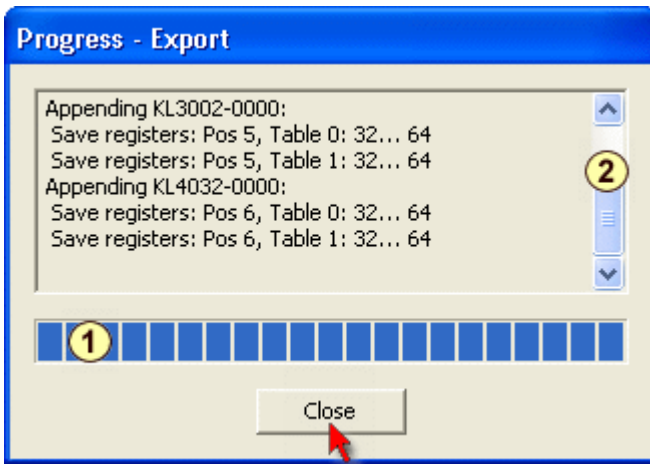 Progress - Export
Appending KL3002-0000:
Save registers: Pos 5, Table 0: 32... 64
Save registers: Pos 5, Table 1: 32... 64
Appending KL4032-0000:
Save registers: Pos 6, Table 0: 32... 64
Save registers: Pos 6, Table 1: 32... 64
2
1
Close